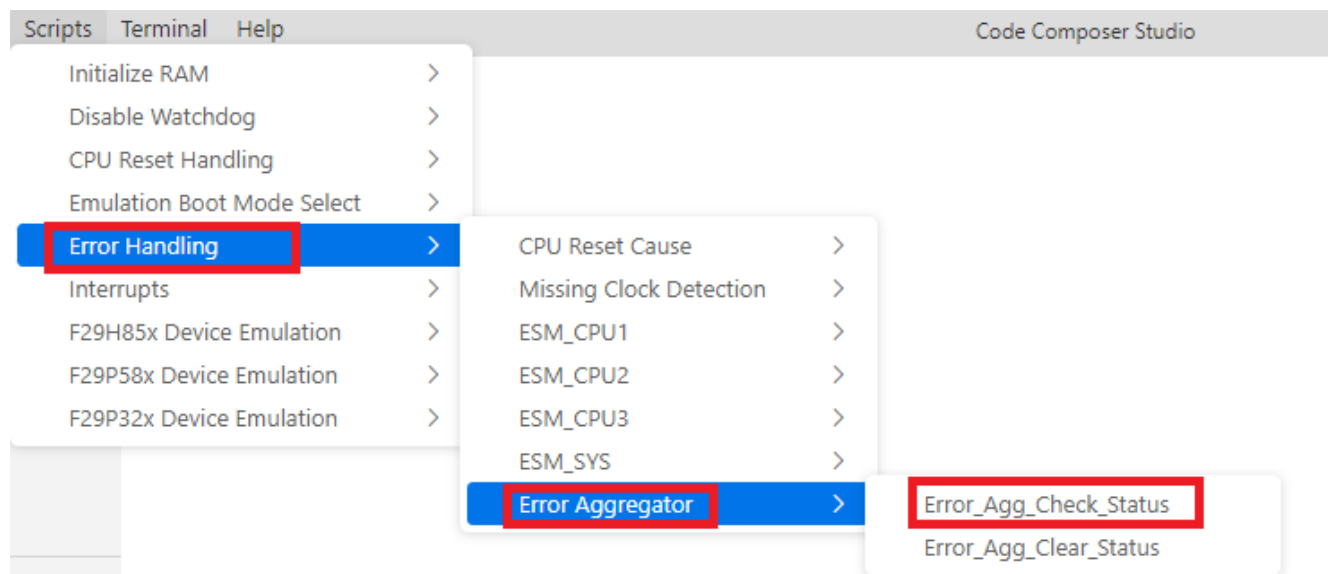 Scripts Terminal Help Code Composer Studio
Initialize RAM
Disable Watchdog
CPU Reset Handling
Emulation Boot Mode Select
Error Handling
Interrupts
F29H85x Device Emulation
F29P58x Device Emulation
F29P32x Device Emulation
CPU Reset Cause
Missing Clock Detection
ESM_CPU1
ESM_CPU2
ESM_CPU3
ESM_SYS
Error Aggregator
Error_Agg_Check_Status
Error_Agg_Clear_Status